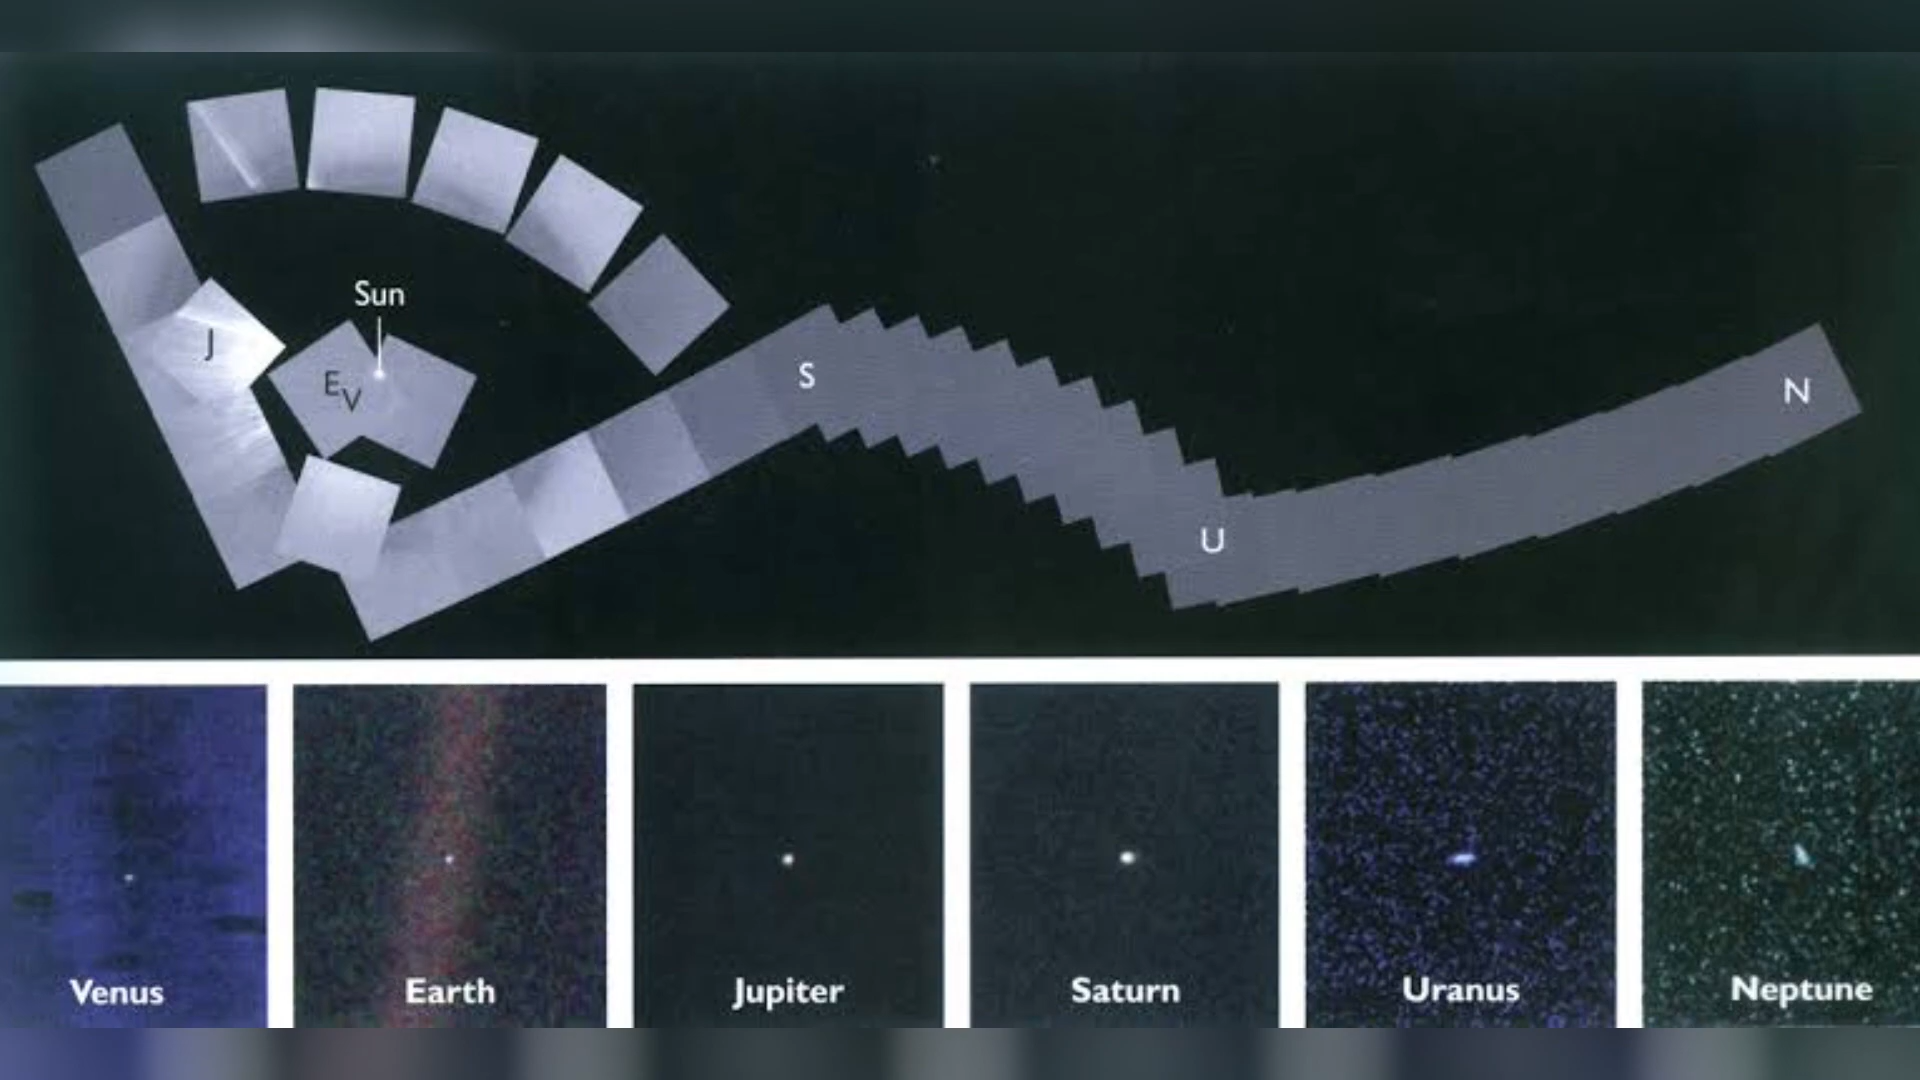 Sun
J
E
V
S
U
N
Venus
Earth
Jupiter
Saturn
Uranus
Neptune